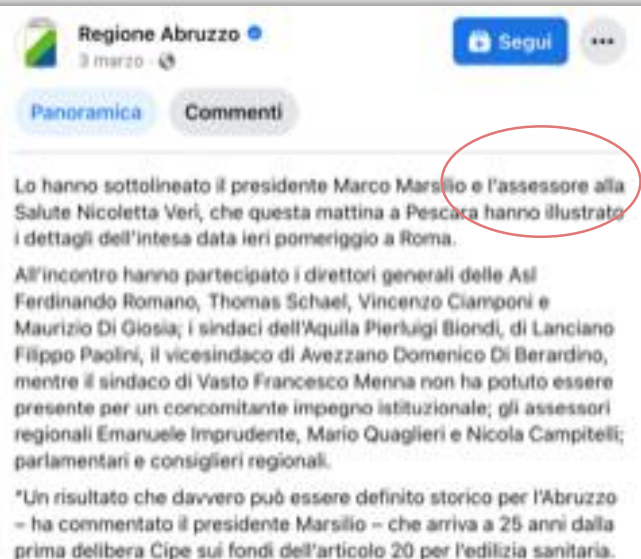 Regione Abruzzo
3 marzo
Segui
Panoramica
Commenti
Lo hanno sottolineato il presidente Marco Marsilio e l'assessore alla
Salute Nicoletta Verì, che questa mattina a Pescara hanno illustrato
i dettagli dell'intesa data ieri pomeriggio a Roma.
All'incontro hanno partecipato i direttori generali delle Asl
Ferdinando Romano, Thomas Schael, Vincenzo Ciamponi e
Maurizio Di Giosia; i sindaci dell'Aquila Pierluigi Biondi, di Lanciano
Filippo Paolini, il vicesindaco di Avezzano Domenico Di Berardino,
mentre il sindaco di Vasto Francesco Menna non ha potuto essere
presente per un concomitante impegno istituzionale; gli assessori
regionali Emanuele Imprudente, Mario Quaglieri e Nicola Campitelli;
parlamentari e consiglieri regionali.
"Un risultato che davvero può essere definito storico per l'Abruzzo
– ha commentato il presidente Marsilio – che arriva a 25 anni dalla
prima delibera Cipe sui fondi dell'articolo 20 per l'edilizia sanitaria.